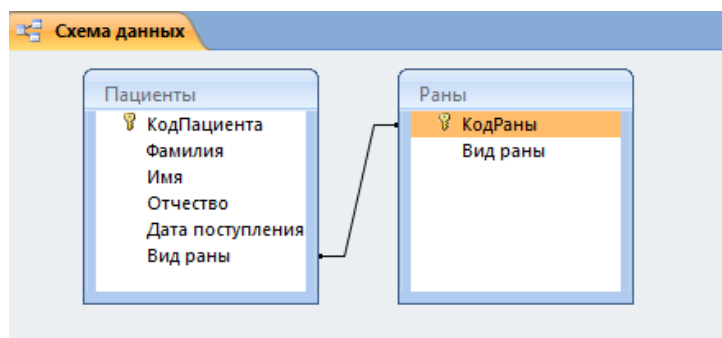 Схема данных
Пациенты
КодПациента
Фамилия
Имя
Отчество
Дата поступления
Вид раны
Раны
КодРаны
Вид раны